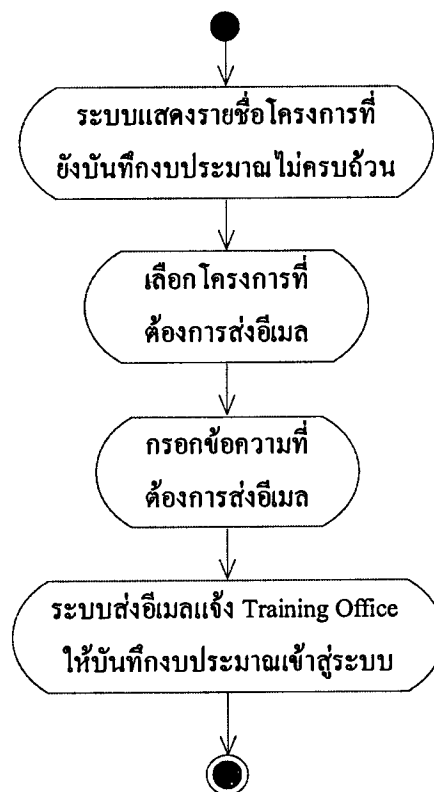 ระบบแสดงรายชื่อโครงการที่
ยังบันทึกงบประมาณไม่ครบถ้วน
เลือกโครงการที่
ต้องการส่งอีเมล
กรอกข้อความที่
ต้องการส่งอีเมล
ระบบส่งอีเมลแจ้ง Training Office
ให้บันทึกงบประมาณเข้าสู่ระบบ